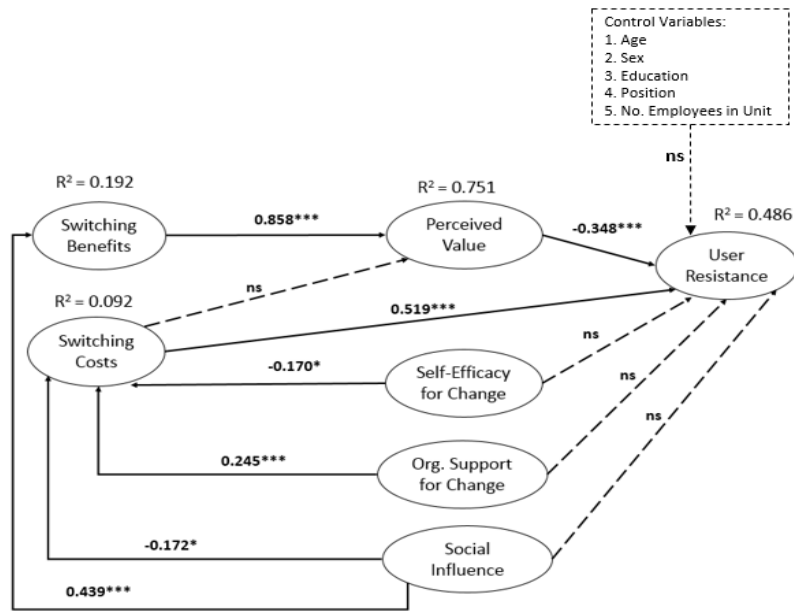 Control Variables:
1. Age
2. Sex
3. Education
4. Position
5. No. Employees in Unit
ns
R² = 0.192
R² = 0.751
R² = 0.486
Switching
Benefits
0.858***
Perceived
Value
-0.348***
User
Resistance
R² = 0.092
ns
0.519***
Switching
Costs
-0.170*
Self-Efficacy
for Change
ns
0.245***
Org. Support
for Change
ns
-0.172*
Social
Influence
ns
0.439***